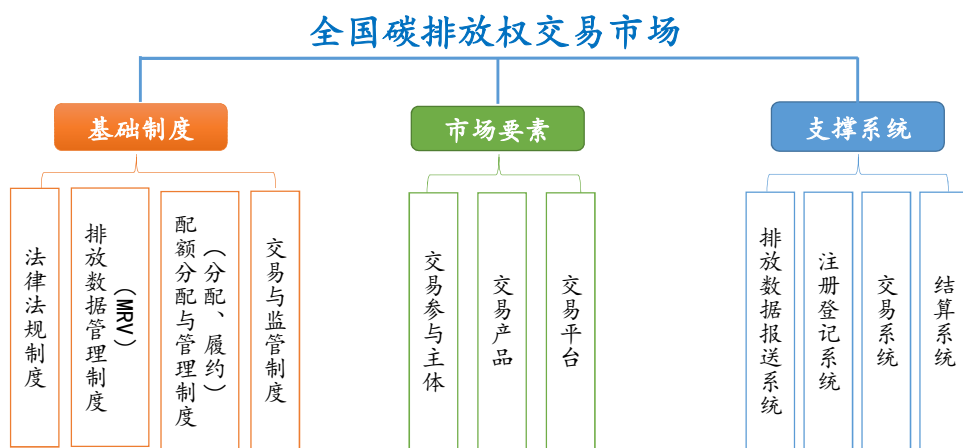 全国碳排放权交易市场
基础制度
市场要素
支撑系统
法律法规制度
排放数据管理制度
（MRV）
配额分配与管理制度
（分配、履约）
交易与监管制度
交易参与主体
交易产品
交易平台
排放数据报送系统
注册登记系统
交易系统
结算系统